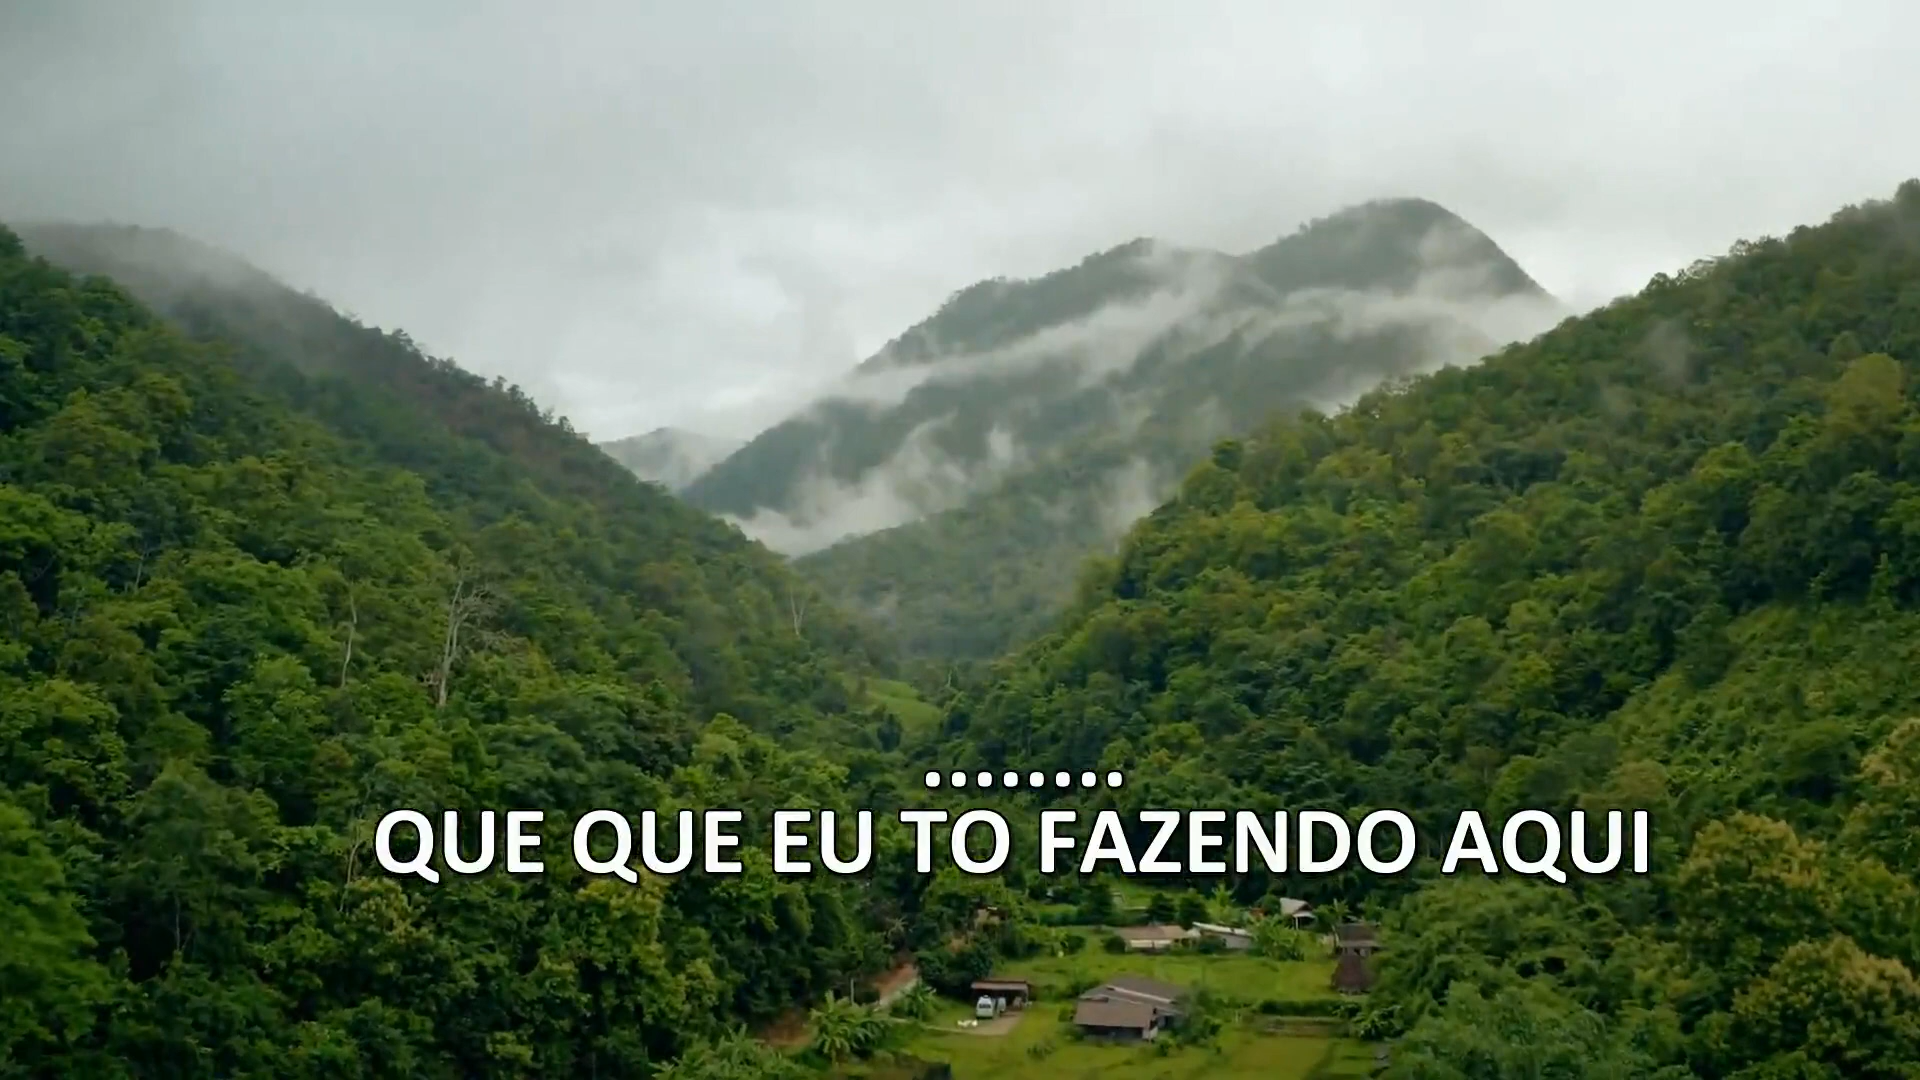 ........
QUE QUE EU TO FAZENDO AQUI